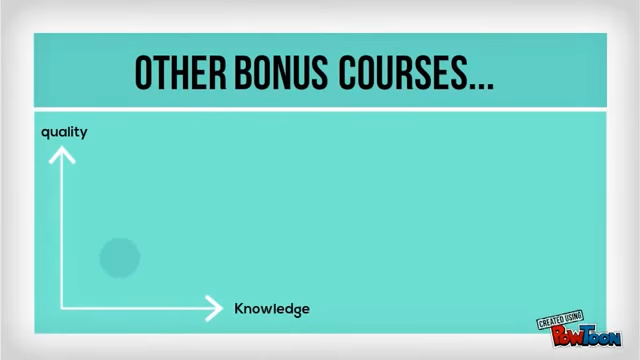 OTHER BONUS COURSES...
quality
Knowledge
CREATED USING
POWTOON